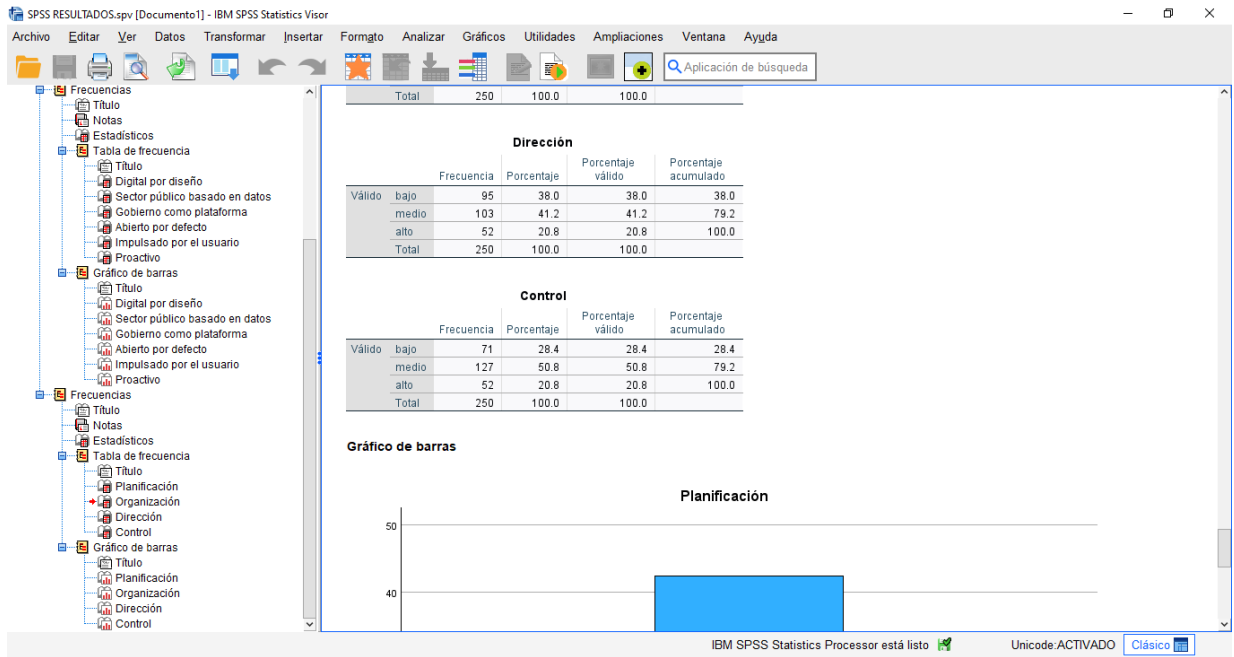 SPSS RESULTADOS.spv [Documento1] - IBM SPSS Statistics Visor
Archivo Editar Ver Datos Transformar Insertar Formato Analizar Gráficos Utilidades Ampliaciones Ventana Ayuda
Aplicación de búsqueda
Frecuencias
Título
Notas
Estadísticos
Tabla de frecuencia
Título
Digital por diseño
Sector público basado en datos
Gobierno como plataforma
Abierto por defecto
Impulsado por el usuario
Proactivo
Gráfico de barras
Título
Digital por diseño
Sector público basado en datos
Gobierno como plataforma
Abierto por defecto
Impulsado por el usuario
Proactivo
Frecuencias
Título
Notas
Estadísticos
Tabla de frecuencia
Título
Planificación
Organización
Dirección
Control
Gráfico de barras
Título
Planificación
Organización
Dirección
Control
Total 250 100.0 100.0
Dirección
Frecuencia Porcentaje Porcentaje válido Porcentaje acumulado
Válido bajo 95 38.0 38.0 38.0
medio 103 41.2 41.2 79.2
alto 52 20.8 20.8 100.0
Total 250 100.0 100.0
Control
Frecuencia Porcentaje Porcentaje válido Porcentaje acumulado
Válido bajo 71 28.4 28.4 28.4
medio 127 50.8 50.8 79.2
alto 52 20.8 20.8 100.0
Total 250 100.0 100.0
Gráfico de barras
Planificación
50
40
IBM SPSS Statistics Processor está listo Unicode:ACTIVADO Clásico